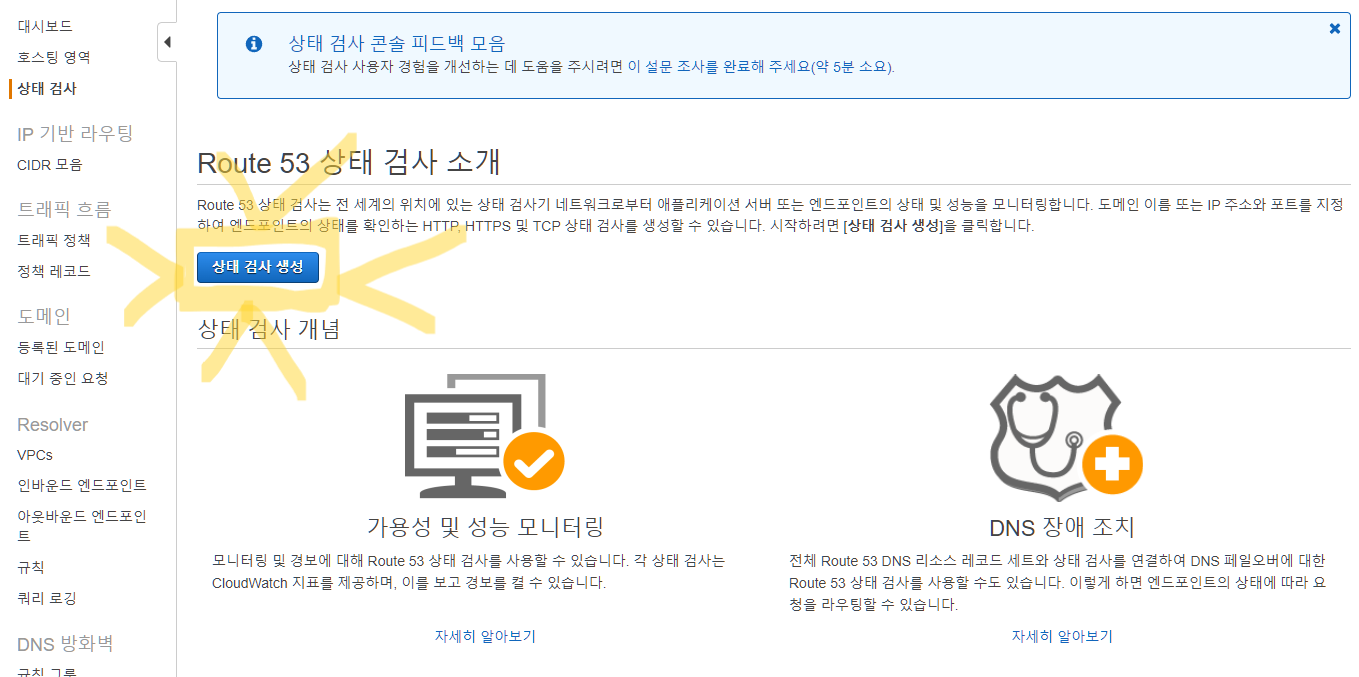 대시보드
호스팅 영역
상태 검사
IP 기반 라우팅
CIDR 모음
트래픽 흐름
트래픽 정책
정책 레코드
도메인
등록된 도메인
대기 중인 요청
Resolver
VPCs
인바운드 엔드포인트
아웃바운드 엔드포인
트
규칙
쿼리 로깅
DNS 방화벽
규칙 그룹
상태 검사 콘솔 피드백 모음
상태 검사 사용자 경험을 개선하는 데 도움을 주시려면 이 설문 조사를 완료해 주세요(약 5분 소요).
Route 53 상태 검사 소개
Route 53 상태 검사는 전 세계의 위치에 있는 상태 검사기 네트워크로부터 애플리케이션 서버 또는 엔드포인트의 상태 및 성능을 모니터링합니다. 도메인 이름 또는 IP 주소와 포트를 지정
하여 엔드포인트의 상태를 확인하는 HTTP, HTTPS 및 TCP 상태 검사를 생성할 수 있습니다. 시작하려면 [상태 검사 생성]을 클릭합니다.
상태 검사 생성
상태 검사 개념
가용성 및 성능 모니터링
모니터링 및 경보에 대해 Route 53 상태 검사를 사용할 수 있습니다. 각 상태 검사는
CloudWatch 지표를 제공하며, 이를 보고 경보를 켤 수 있습니다.
자세히 알아보기
DNS 장애 조치
전체 Route 53 DNS 리소스 레코드 세트와 상태 검사를 연결하여 DNS 페일오버에 대한
Route 53 상태 검사를 사용할 수도 있습니다. 이렇게 하면 엔드포인트의 상태에 따라 요
청을 라우팅할 수 있습니다.
자세히 알아보기